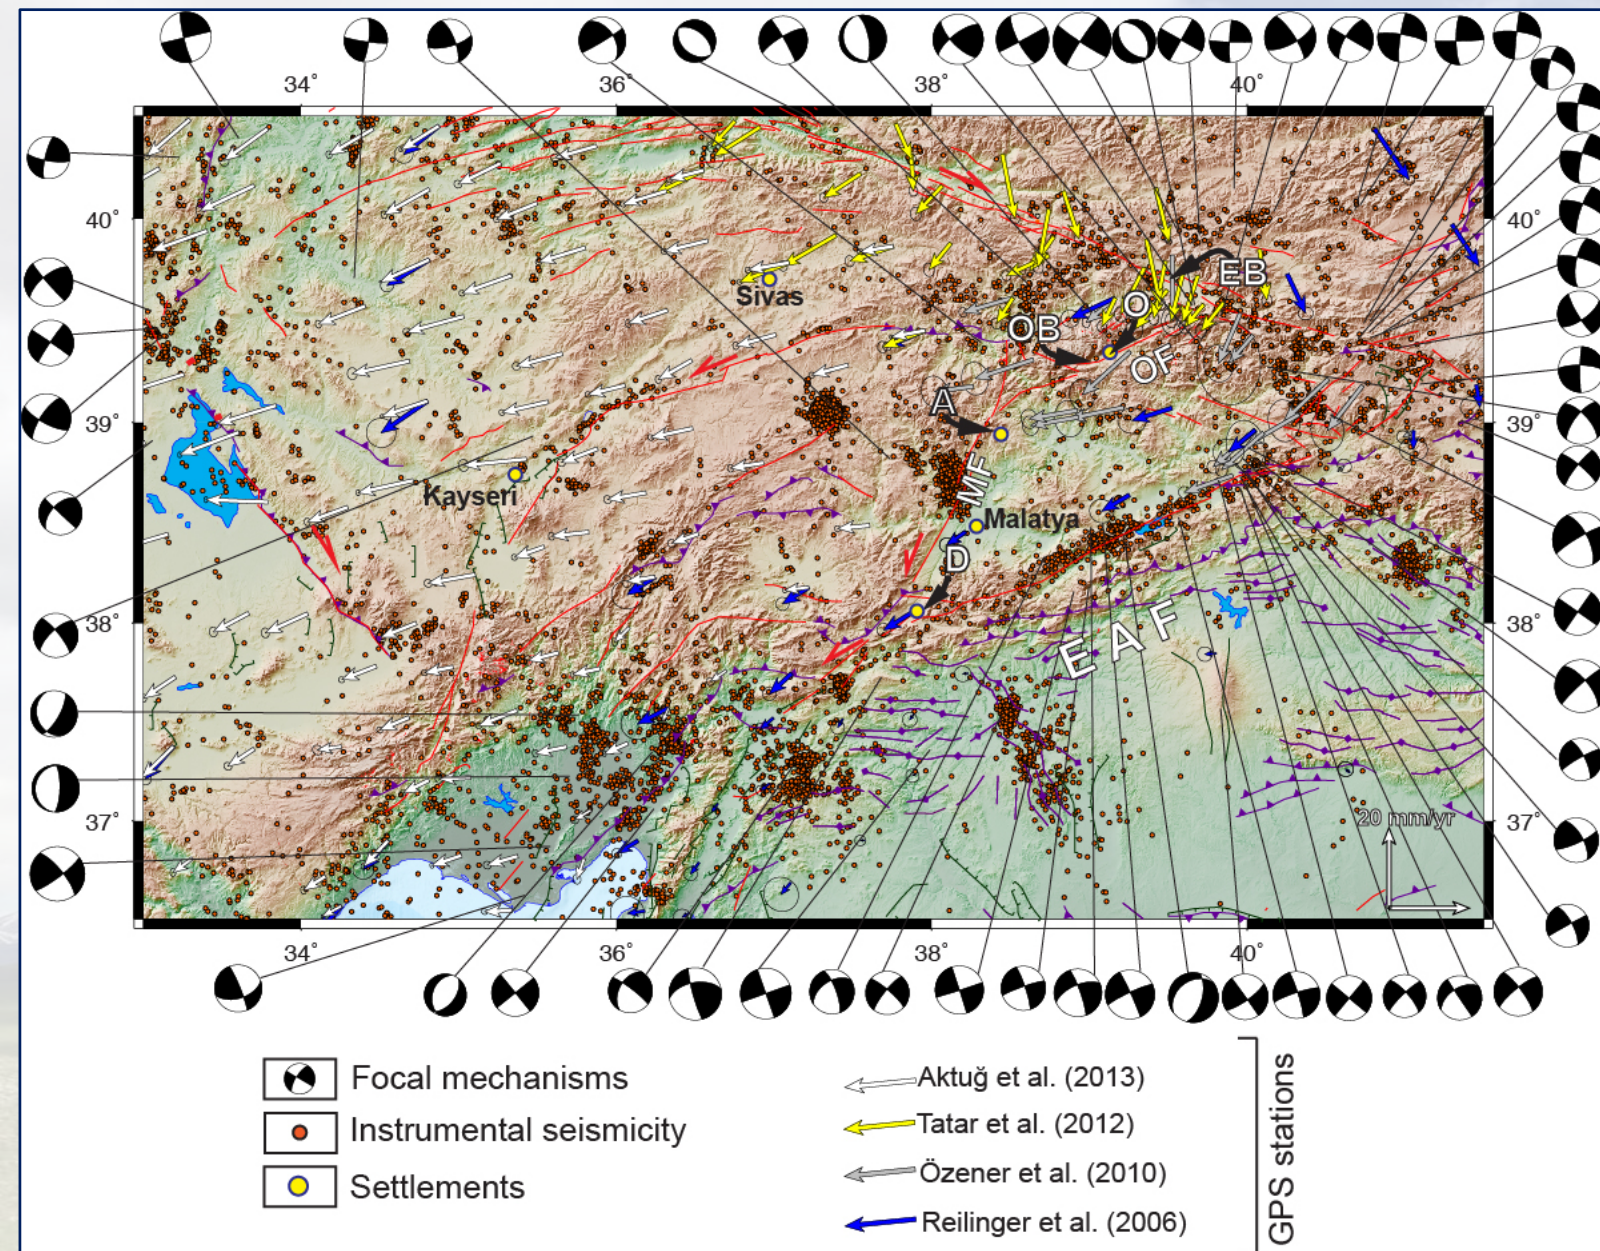 34° 36° 38° 40°
40° 40°
EB
Sivas
O
OB
OF
39° 39°
A
MF
Kayseri
Malatya
D
38° 38°
EAF
37° 37°
20 mm/yr
34° 36° 38° 40°
Focal mechanisms
Instrumental seismicity
Settlements
Aktuğ et al. (2013)
Tatar et al. (2012)
Özener et al. (2010)
Reilinger et al. (2006)
GPS stations